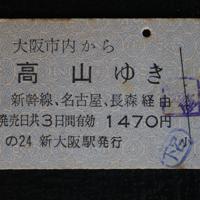 大阪市内から
高山ゆき
新幹線、名古屋、長森経由
発売日共3日間有効 1470円
の24 新大阪駅発行
小